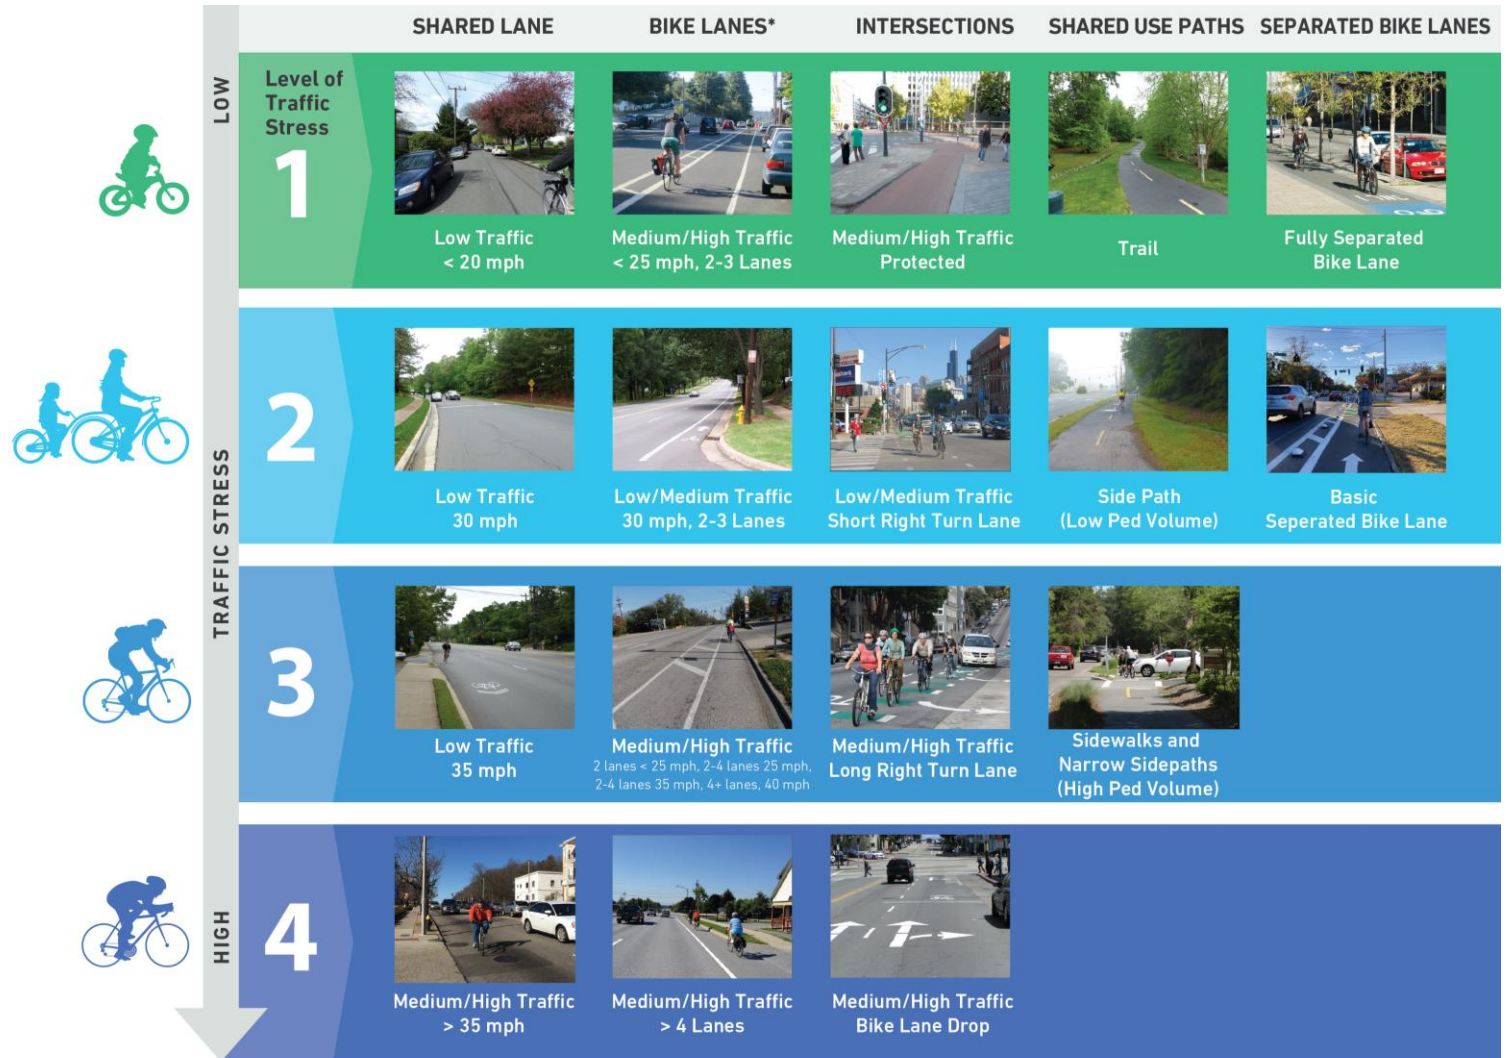 SHARED LANE
BIKE LANES*
INTERSECTIONS
SHARED USE PATHS
SEPARATED BIKE LANES
LOW
TRAFFIC STRESS
HIGH
Level of
Traffic
Stress
1
Low Traffic
< 20 mph
Medium/High Traffic
< 25 mph, 2-3 Lanes
Medium/High Traffic
Protected
Trail
Fully Separated
Bike Lane
2
Low Traffic
30 mph
Low/Medium Traffic
30 mph, 2-3 Lanes
Low/Medium Traffic
Short Right Turn Lane
Side Path
(Low Ped Volume)
Basic
Seperated Bike Lane
3
Low Traffic
35 mph
Medium/High Traffic
2 lanes < 25 mph, 2-4 lanes 25 mph,
2-4 lanes 35 mph, 4+ lanes, 40 mph
Medium/High Traffic
Long Right Turn Lane
Sidewalks and
Narrow Sidepaths
(High Ped Volume)
4
Medium/High Traffic
> 35 mph
Medium/High Traffic
> 4 Lanes
Medium/High Traffic
Bike Lane Drop